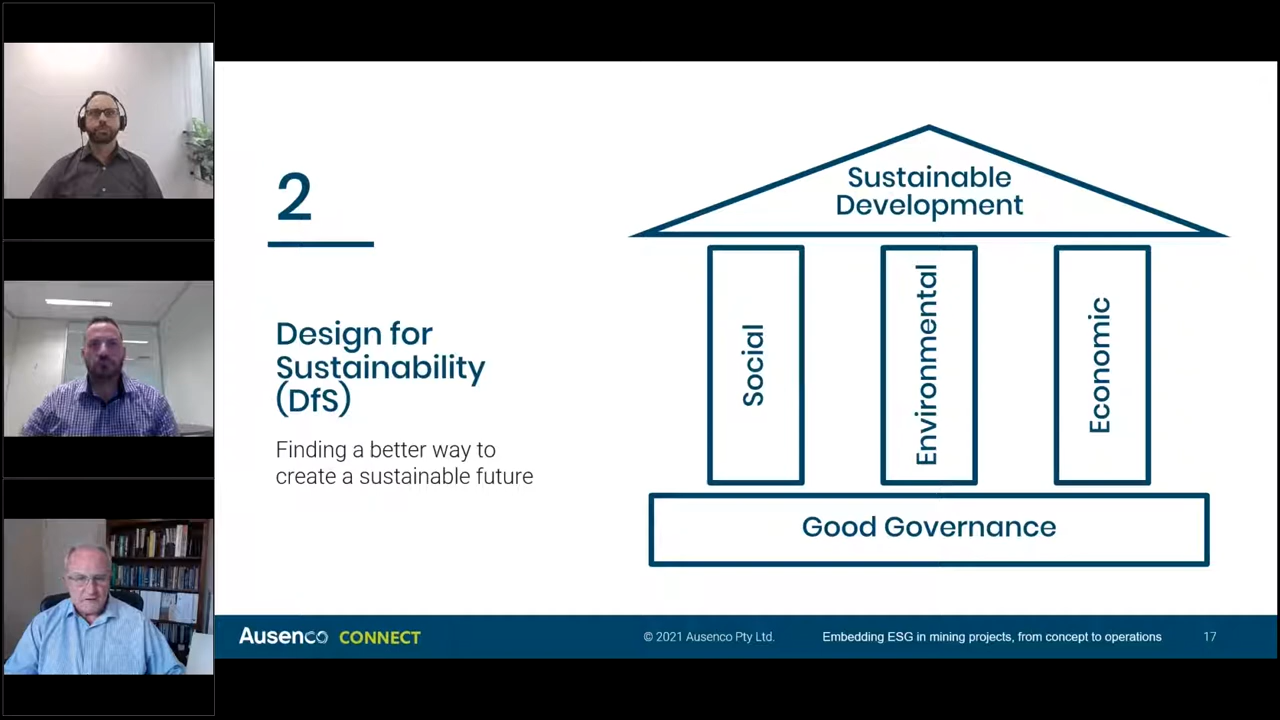 2
Design for
Sustainability
(DfS)
Finding a better way to
create a sustainable future
Sustainable
Development
Social
Environmental
Economic
Good Governance
Ausenco CONNECT
© 2021 Ausenco Pty Ltd.
Embedding ESG in mining projects, from concept to operations
17